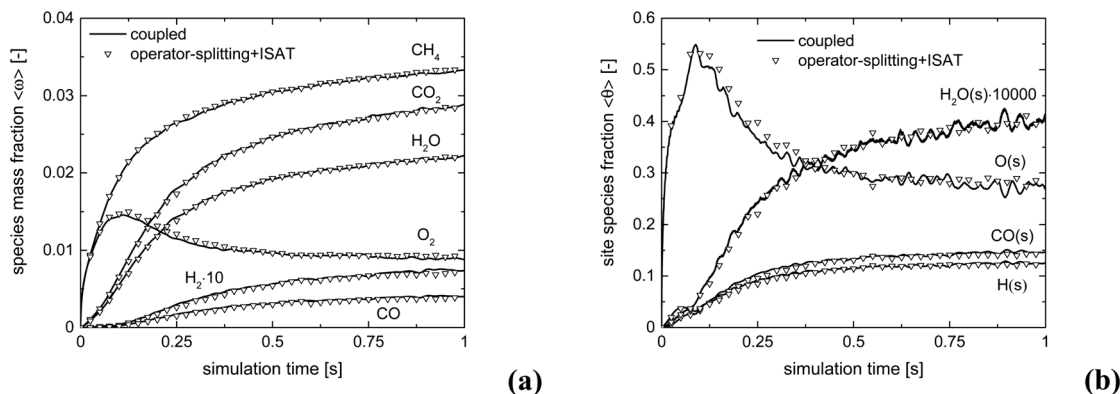 species mass fraction <ω> [-]
0.04
0.03
0.02
0.01
0
coupled
operator-splitting+ISAT
CH4
CO2
H2O
O2
H2·10
CO
0 0.25 0.5 0.75 1
simulation time [s]
(a)
site species fraction <θ> [-]
0.6
0.5
0.4
0.3
0.2
0.1
0
coupled
operator-splitting+ISAT
H2O(s)·10000
O(s)
CO(s)
H(s)
0 0.25 0.5 0.75 1
simulation time [s]
(b)